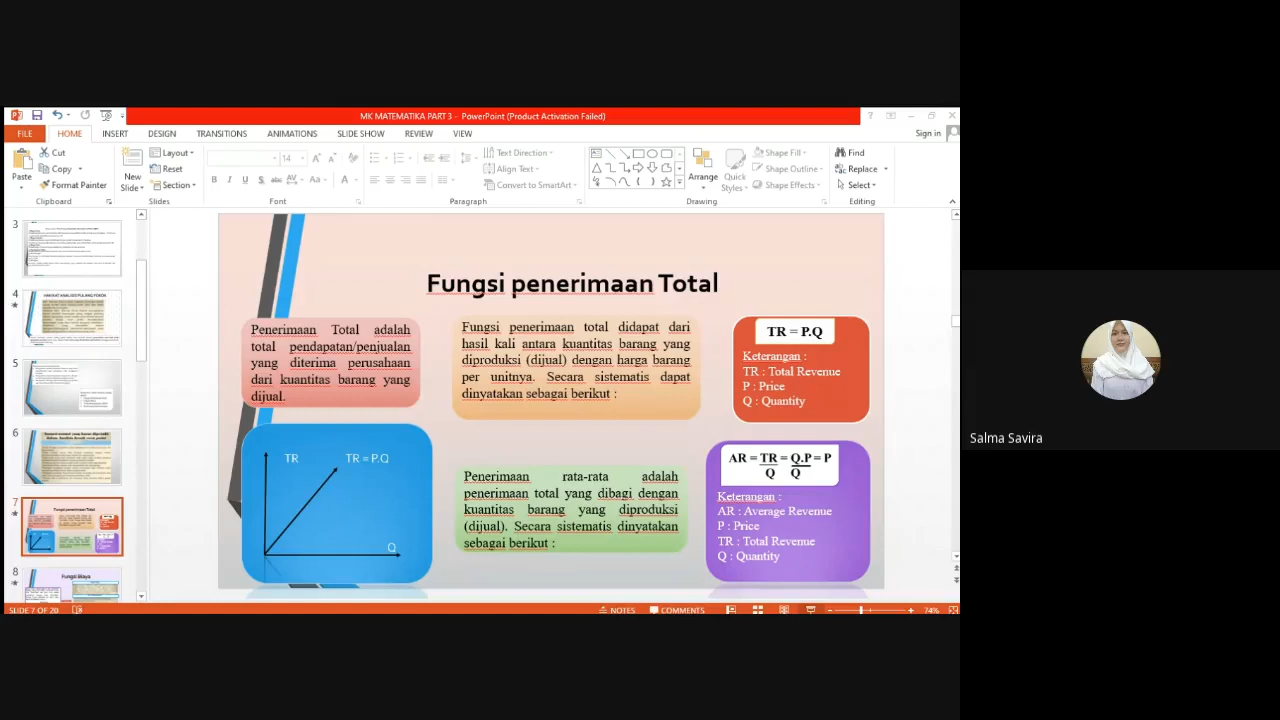 MK MATEMATIKA PART 3 - PowerPoint (Product Activation Failed)
FILE HOME INSERT DESIGN TRANSITIONS ANIMATIONS SLIDE SHOW REVIEW VIEW
Sign in
Paste
Cut
Copy
Format Painter
Clipboard
New
Slide
Layout
Reset
Section
Slides
14
Font
Text Direction
Align Text
Convert to SmartArt
Paragraph
Arrange
Quick
Styles
Shape Fill
Shape Outline
Shape Effects
Drawing
Find
Replace
Select
Editing
3
4
5
6
7
8
Fungsi penerimaan Total
Penerimaan Total adalah
total pendapatan/penjualan
yang diterima perusahaan
dari kuantitas barang yang
dijual.
Fungsi penerimaan total didapat dari
hasil kali antara kuantitas barang yang
diproduksi (dijual) dengan harga barang
per unitnya. Secara sistematis dapat
dinyatakan sebagai berikut :
TR = P.Q
Keterangan :
TR : Total Revenue
P : Price
Q : Quantity
TR
TR = P.Q
Q
Penerimaan rata-rata adalah
penerimaan total yang dibagi dengan
kuantitas barang yang diproduksi
(dijual). Secara sistematis dinyatakan
sebagai berikut :
AR = TR = Q.P = P
Q Q
Keterangan :
AR : Average Revenue
P : Price
TR : Total Revenue
Q : Quantity
SLIDE 7 OF 20
NOTES
COMMENTS
74%
Salma Savira